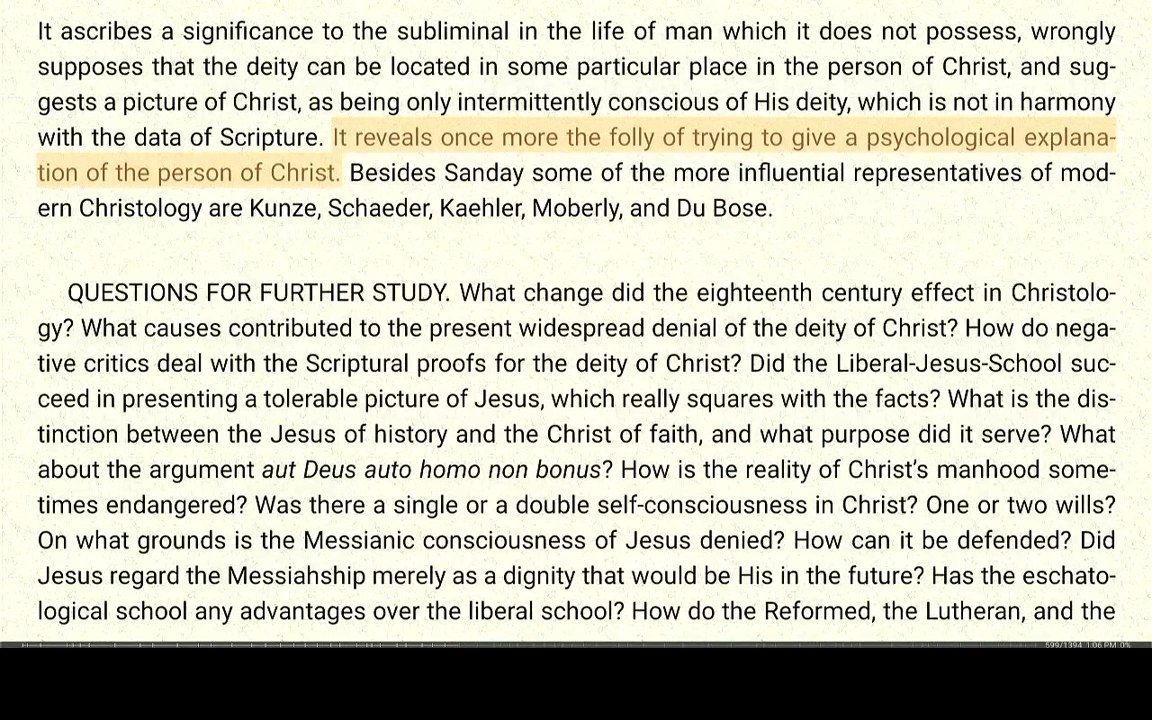 It ascribes a significance to the subliminal in the life of man which it does not possess, wrongly
supposes that the deity can be located in some particular place in the person of Christ, and sug-
gests a picture of Christ, as being only intermittently conscious of His deity, which is not in harmony
with the data of Scripture. It reveals once more the folly of trying to give a psychological explana-
tion of the person of Christ. Besides Sanday some of the more influential representatives of mod-
ern Christology are Kunze, Schaeder, Kaehler, Moberly, and Du Bose.
QUESTIONS FOR FURTHER STUDY. What change did the eighteenth century effect in Christolo-
gy? What causes contributed to the present widespread denial of the deity of Christ? How do nega-
tive critics deal with the Scriptural proofs for the deity of Christ? Did the Liberal-Jesus-School suc-
ceed in presenting a tolerable picture of Jesus, which really squares with the facts? What is the dis-
tinction between the Jesus of history and the Christ of faith, and what purpose did it serve? What
about the argument aut Deus auto homo non bonus? How is the reality of Christ's manhood some-
times endangered? Was there a single or a double self-consciousness in Christ? One or two wills?
On what grounds is the Messianic consciousness of Jesus denied? How can it be defended? Did
Jesus regard the Messiahship merely as a dignity that would be His in the future? Has the eschato-
logical school any advantages over the liberal school? How do the Reformed, the Lutheran, and the
599/1394 1:06 PM 0%